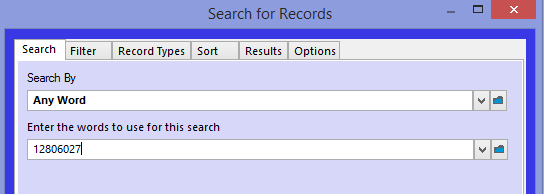 Search for Records
Search Filter Record Types Sort Results Options
Search By
Any Word
Enter the words to use for this search
12806027